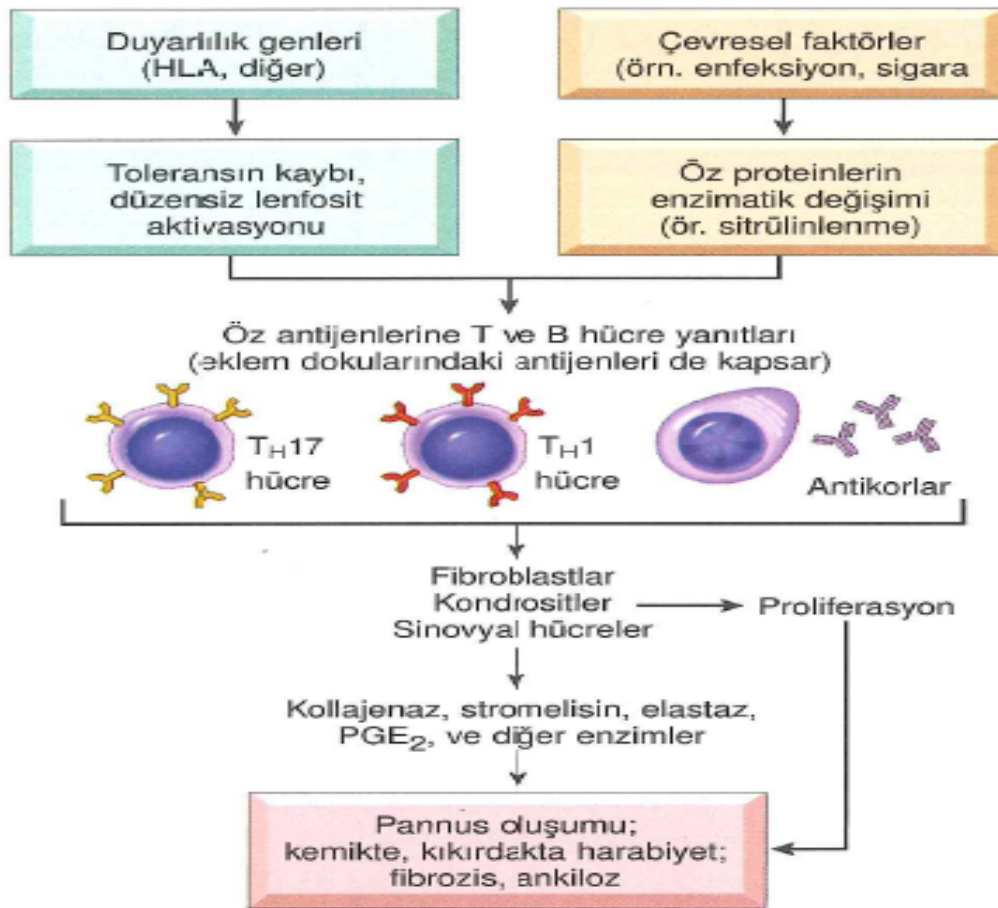 Duyarlılık genleri
(HLA, diğer)
Çevresel faktörler
(örn. enfeksiyon, sigara
Toleransın kaybı,
düzensiz lenfosit
aktivasyonu
Öz proteinlerin
enzimatik değişimi
(ör. sitrülinlenme)
Öz antijenlerine T ve B hücre yanıtları
(eklem dokularındaki antijenleri de kapsar)
TH17
hücre
TH1
hücre
Antikorlar
Fibroblastlar
Kondrositler
Sinovyal hücreler
Proliferasyon
Kollajenaz, stromelisin, elastaz,
PGE2, ve diğer enzimler
Pannus oluşumu;
kemikte, kıkırdakta harabiyet;
fibrozis, ankiloz